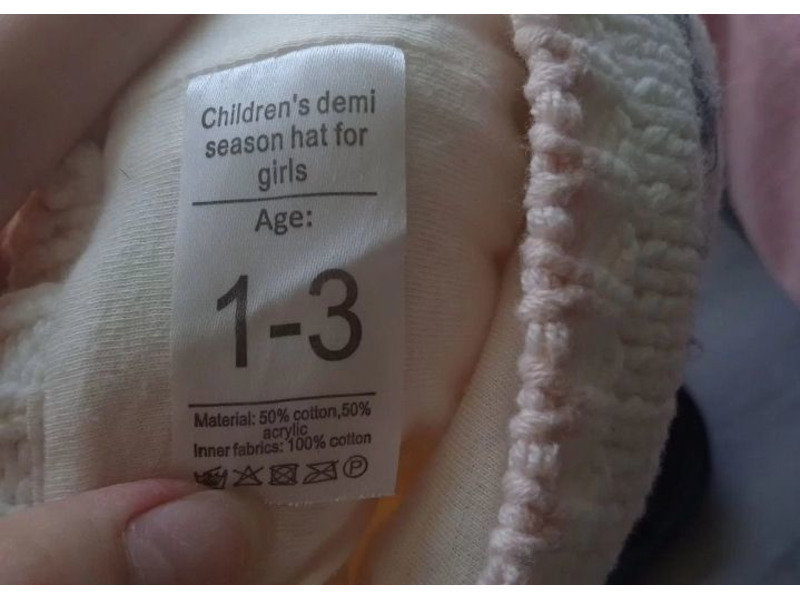 Children's demi
season hat for
girls
Age:
1-3
Material: 50% cotton,50%
acrylic
Inner fabrics: 100% cotton
P